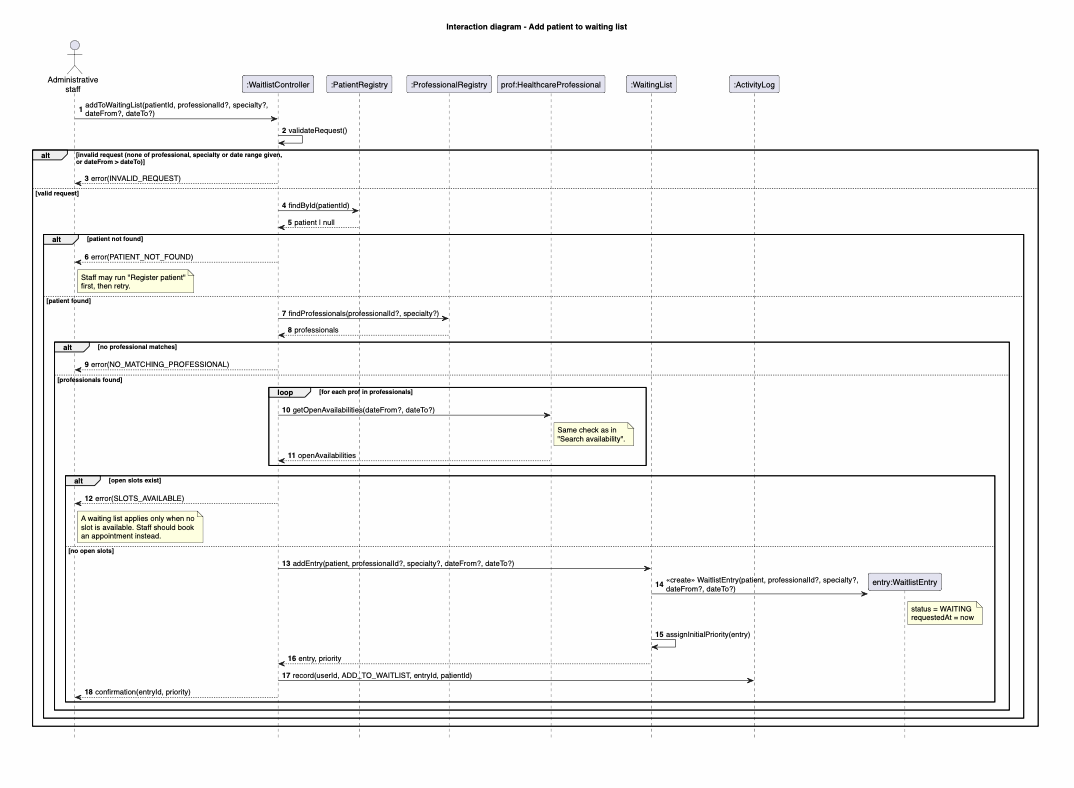 Interaction diagram - Add patient to waiting list
Administrative
staff
:WaitlistController
:PatientRegistry
:ProfessionalRegistry
prof:HealthcareProfessional
:WaitingList
:ActivityLog
1 addToWaitingList(patientId, professionalId?, specialty?,
dateFrom?, dateTo?)
2 validateRequest()
alt [invalid request (none of professional, specialty or date range given,
or dateFrom > dateTo)]
3 error(INVALID_REQUEST)
[valid request]
4 findById(patientId)
5 patient | null
alt [patient not found]
6 error(PATIENT_NOT_FOUND)
Staff may run "Register patient"
first, then retry.
[patient found]
7 findProfessionals(professionalId?, specialty?)
8 professionals
alt [no professional matches]
9 error(NO_MATCHING_PROFESSIONAL)
[professionals found]
loop [for each prof in professionals]
10 getOpenAvailabilities(dateFrom?, dateTo?)
Same check as in
"Search availability".
11 openAvailabilities
alt [open slots exist]
12 error(SLOTS_AVAILABLE)
A waiting list applies only when no
slot is available. Staff should book
an appointment instead.
[no open slots]
13 addEntry(patient, professionalId?, specialty?, dateFrom?, dateTo?)
14 «create» WaitlistEntry(patient, professionalId?, specialty?,
dateFrom?, dateTo?)
entry:WaitlistEntry
status = WAITING
requestedAt = now
15 assignInitialPriority(entry)
16 entry, priority
17 record(userId, ADD_TO_WAITLIST, entryId, patientId)
18 confirmation(entryId, priority)